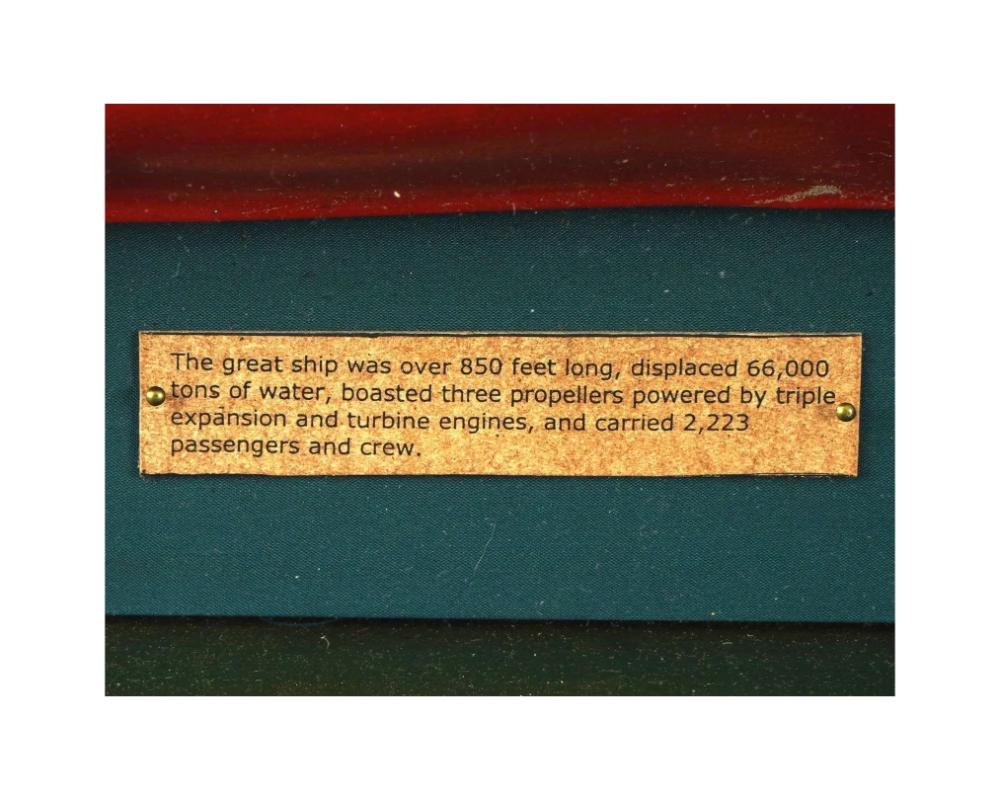 The great ship was over 850 feet long, displaced 66,000
tons of water, boasted three propellers powered by triple
expansion and turbine engines, and carried 2,223
passengers and crew.